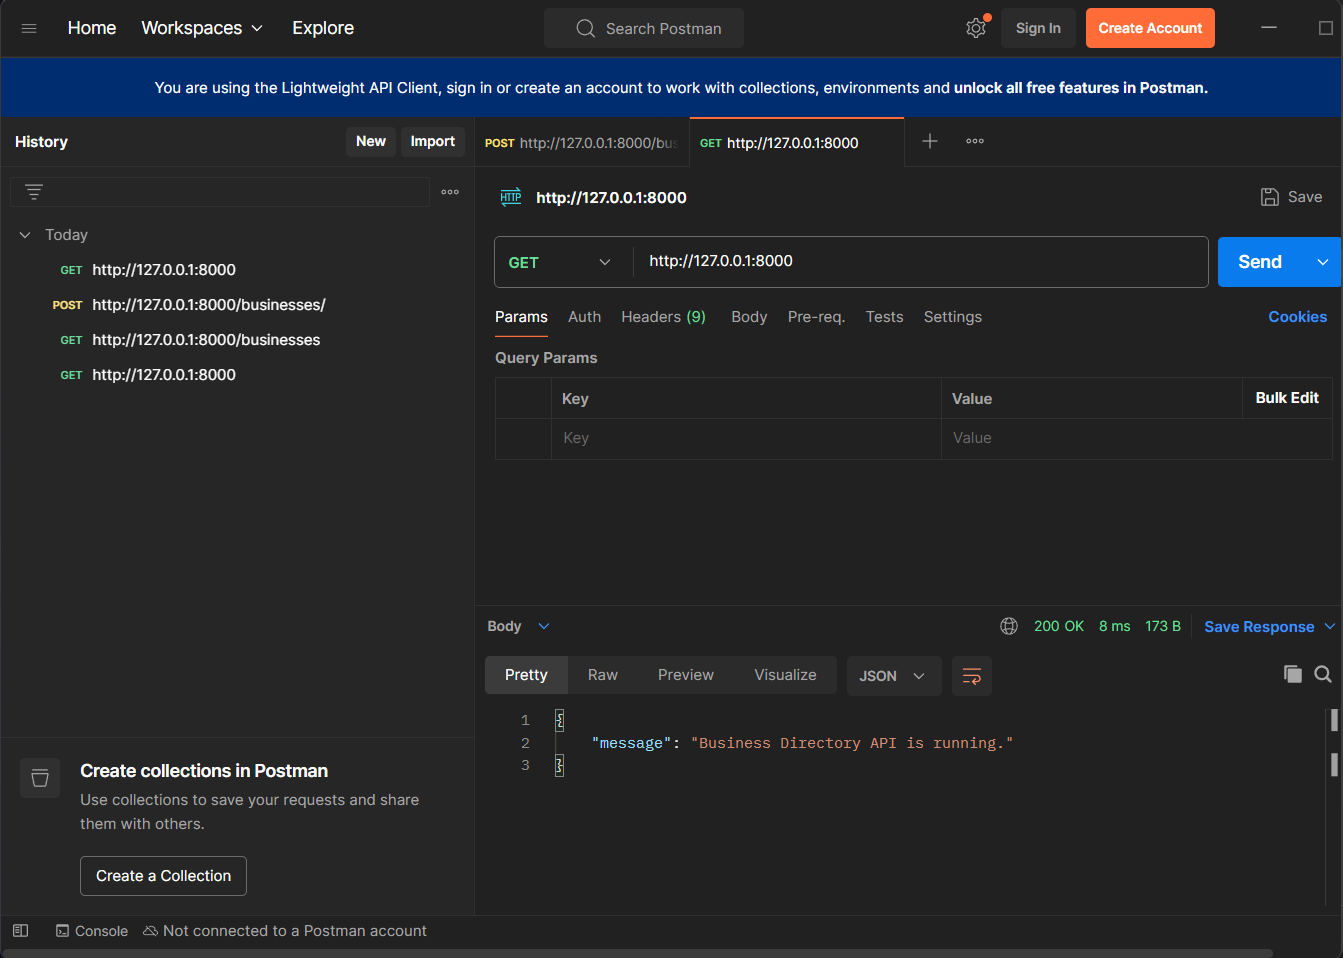 Home Workspaces Explore Search Postman Sign In Create Account
You are using the Lightweight API Client, sign in or create an account to work with collections, environments and unlock all free features in Postman.
History New Import
POST http://127.0.0.1:8000/bus GET http://127.0.0.1:8000
HTTP http://127.0.0.1:8000 Save
Today
GET http://127.0.0.1:8000
POST http://127.0.0.1:8000/businesses/
GET http://127.0.0.1:8000/businesses
GET http://127.0.0.1:8000
GET http://127.0.0.1:8000 Send
Params Auth Headers (9) Body Pre-req. Tests Settings Cookies
Query Params
Key Value Bulk Edit
Key Value
Body 200 OK 8 ms 173 B Save Response
Pretty Raw Preview Visualize JSON
1 {
2 "message": "Business Directory API is running."
3 }
Create collections in Postman
Use collections to save your requests and share
them with others.
Create a Collection
Console Not connected to a Postman account